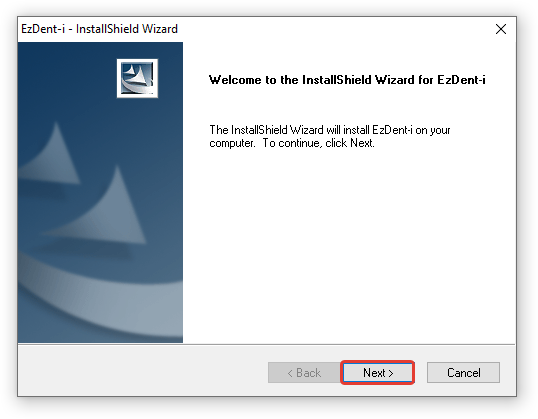 EzDent-i - InstallShield Wizard
Welcome to the InstallShield Wizard for EzDent-i
The InstallShield Wizard will install EzDent-i on your
computer. To continue, click Next.
< Back
Next >
Cancel